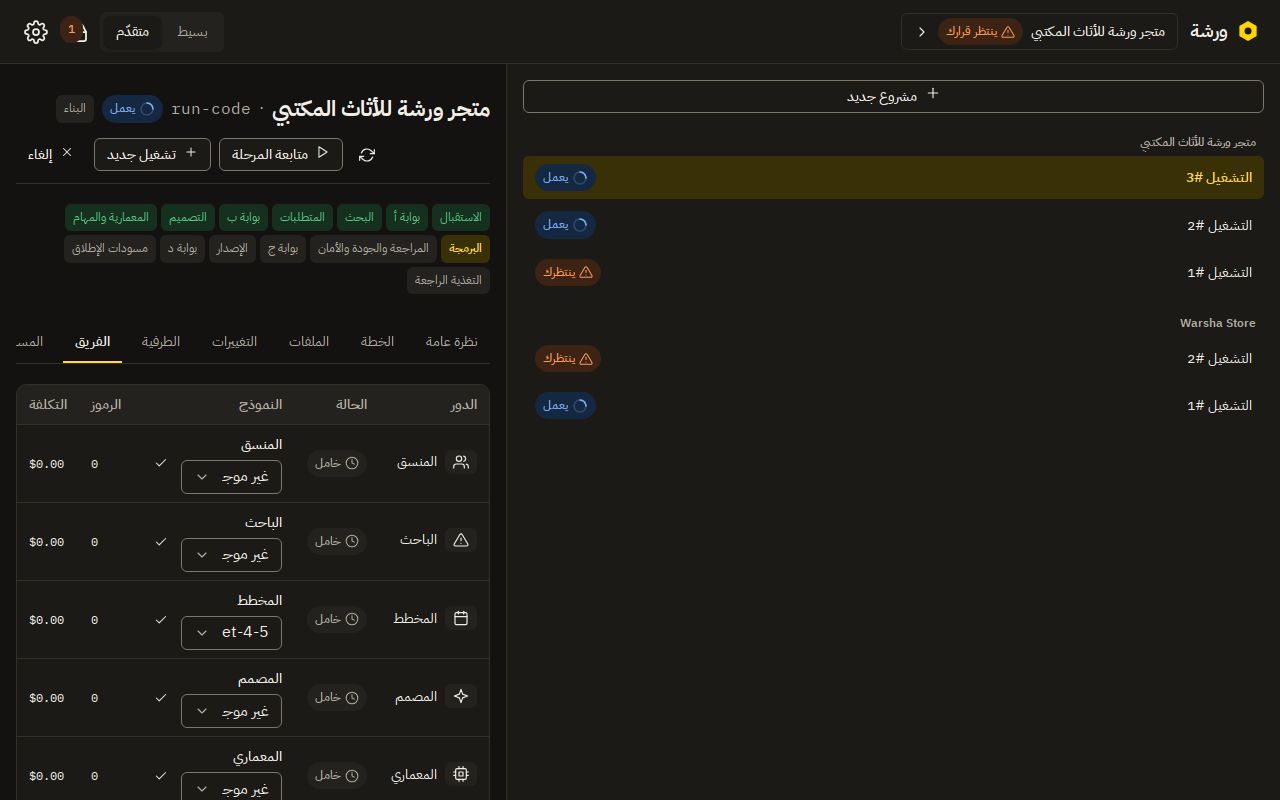 ورشة
متجر ورشة للأثاث المكتبي
ينتظر قرارك
بسيط
متقدّم
1
مشروع جديد
متجر ورشة للأثاث المكتبي
التشغيل #3
يعمل
التشغيل #2
يعمل
التشغيل #1
ينتظرك
Warsha Store
التشغيل #2
ينتظرك
التشغيل #1
يعمل
متجر ورشة للأثاث المكتبي · run-code
يعمل
البناء
متابعة المرحلة
تشغيل جديد
إلغاء
الاستقبال
بوابة أ
البحث
المتطلبات
بوابة ب
التصميم
المعمارية والمهام
البرمجة
المراجعة والجودة والأمان
بوابة ج
الإصدار
بوابة د
مسودات الإطلاق
التغذية الراجعة
نظرة عامة
الخطة
الملفات
التغييرات
الطرفية
الفريق
المس
الدور
الحالة
النموذج
الرموز
التكلفة
المنسق
خامل
المنسق
غير موج
0
$0.00
الباحث
خامل
الباحث
غير موج
0
$0.00
المخطط
خامل
المخطط
et-4-5
0
$0.00
المصمم
خامل
المصمم
غير موج
0
$0.00
المعماري
خامل
المعماري
غير موج
0
$0.00